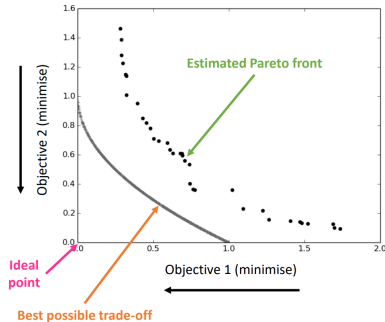 1.6
1.4
1.2
1.0
0.8
0.6
0.4
0.2
0.0
Objective 2 (minimise)
Estimated Pareto front
0.0 0.5 1.0 1.5 2.0
Ideal
point
Objective 1 (minimise)
Best possible trade-off